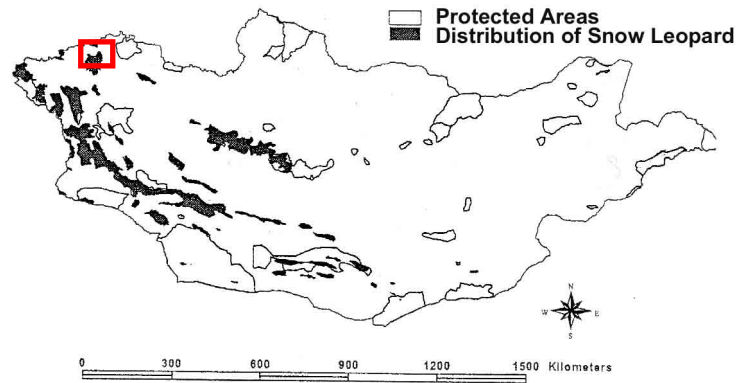 Protected Areas
Distribution of Snow Leopard
N
W E
S
0 300 600 900 1200 1500 Kilometers